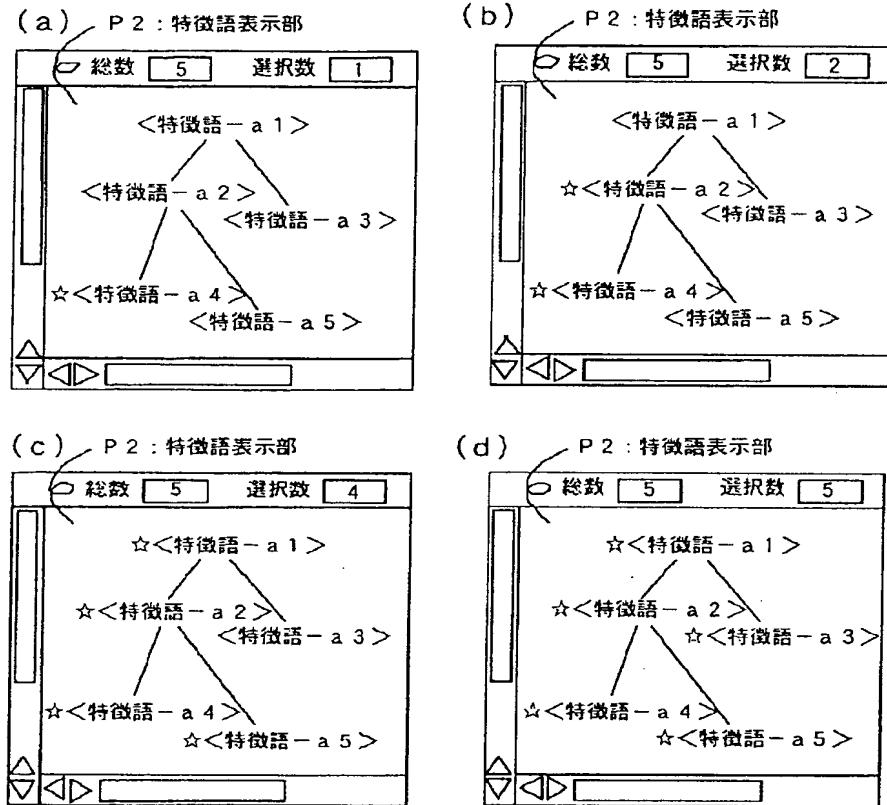 (a) P2:特徴語表示部
総数 5 選択数 1
<特徴語-a1>
<特徴語-a2>
<特徴語-a3>
☆<特徴語-a4>
<特徴語-a5>
(b) P2:特徴語表示部
総数 5 選択数 2
<特徴語-a1>
☆<特徴語-a2>
<特徴語-a3>
☆<特徴語-a4>
<特徴語-a5>
(c) P2:特徴語表示部
総数 5 選択数 4
☆<特徴語-a1>
☆<特徴語-a2>
<特徴語-a3>
☆<特徴語-a4>
☆<特徴語-a5>
(d) P2:特徴語表示部
総数 5 選択数 5
☆<特徴語-a1>
☆<特徴語-a2>
☆<特徴語-a3>
☆<特徴語-a4>
☆<特徴語-a5>